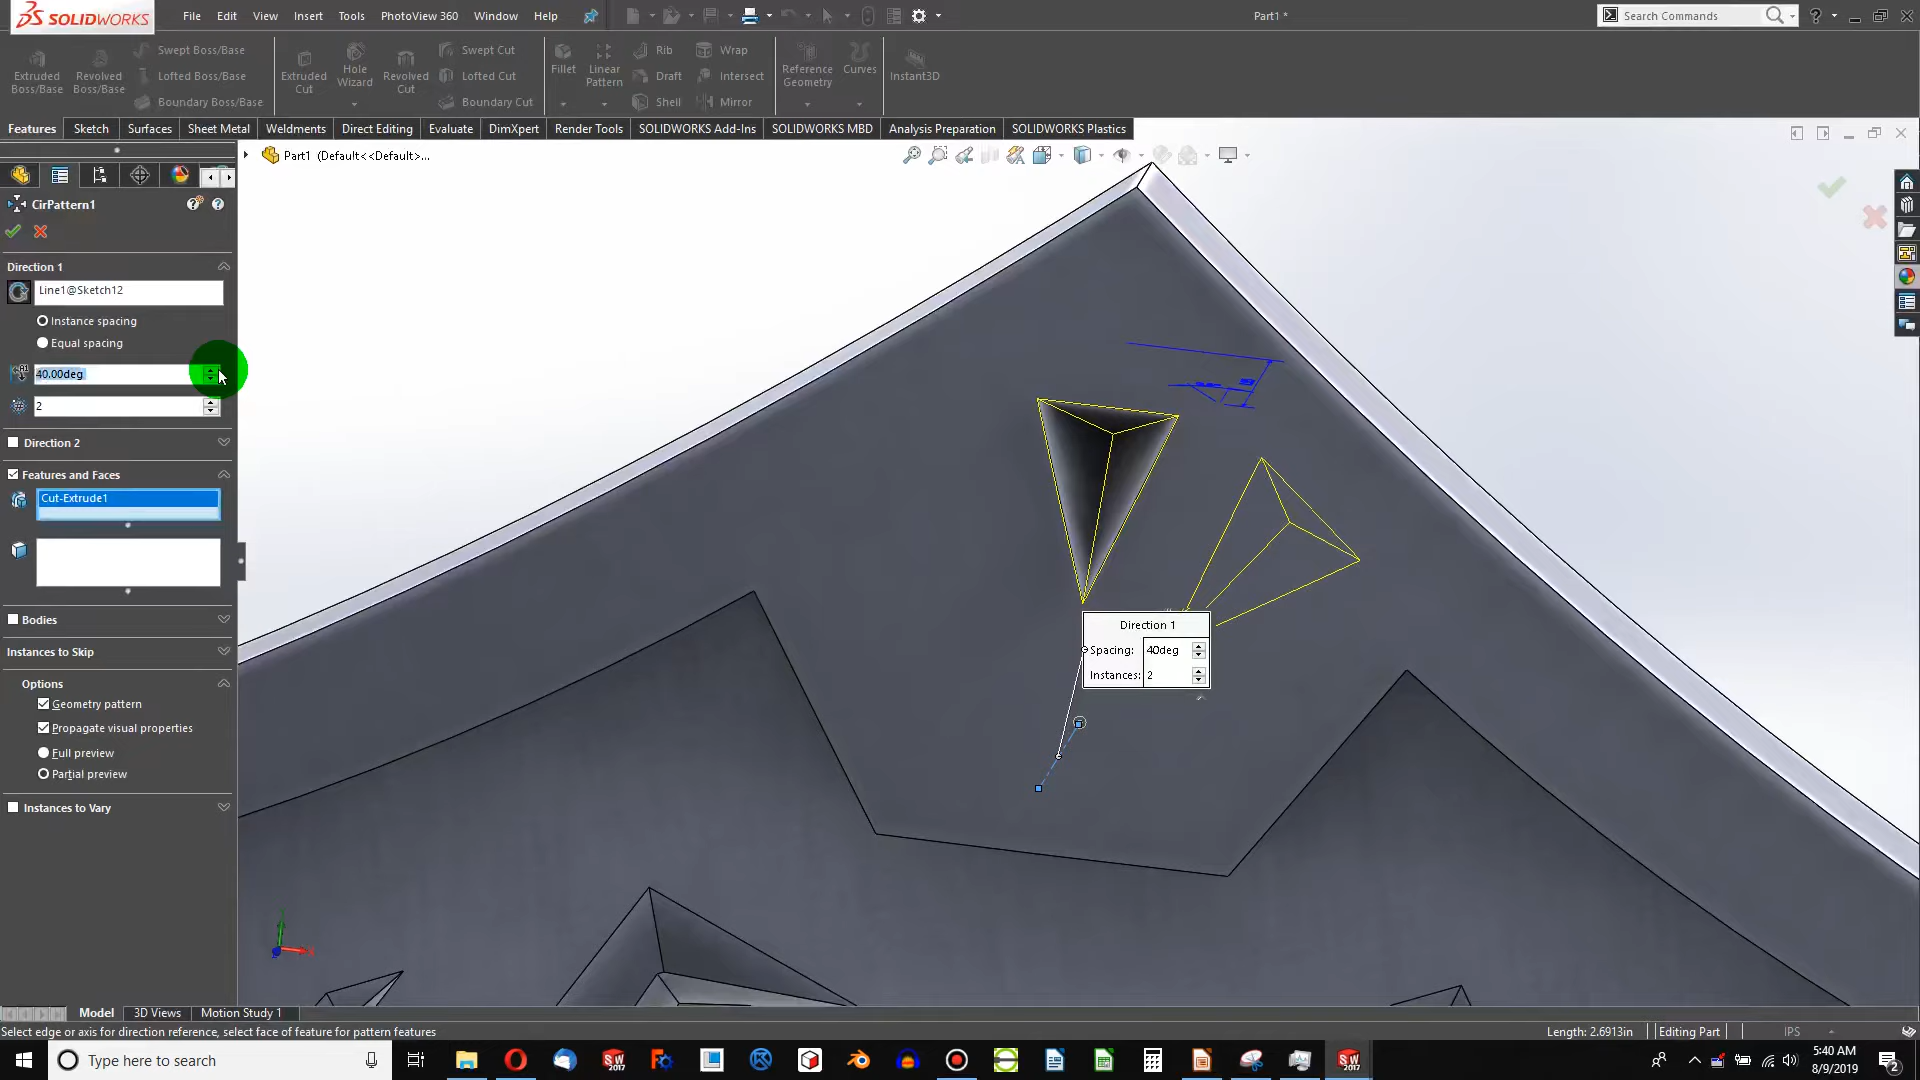 SOLIDWORKS File Edit View Insert Tools PhotoView 360 Window Help Part1 * Search Commands
Extruded Boss/Base
Revolved Boss/Base
Swept Boss/Base
Lofted Boss/Base
Boundary Boss/Base
Extruded Cut
Hole Wizard
Revolved Cut
Swept Cut
Lofted Cut
Boundary Cut
Fillet
Linear Pattern
Rib
Draft
Shell
Wrap
Intersect
Mirror
Reference Geometry
Curves
Instant3D
Features Sketch Surfaces Sheet Metal Weldments Direct Editing Evaluate DimXpert Render Tools SOLIDWORKS Add-Ins SOLIDWORKS MBD Analysis Preparation SOLIDWORKS Plastics
Part1 (Default<<Default>...
CirPattern1
Direction 1
Line1@Sketch12
Instance spacing
Equal spacing
40.00deg
2
Direction 2
Features and Faces
Cut-Extrude1
Bodies
Instances to Skip
Options
Geometry pattern
Propagate visual properties
Full preview
Partial preview
Instances to Vary
Direction 1
Spacing: 40deg
Instances: 2
Model 3D Views Motion Study 1
Select edge or axis for direction reference, select face of feature for pattern features Length: 2.6913in Editing Part IPS
Type here to search
SW 2017
SW 2017
5:40 AM
8/9/2019
2